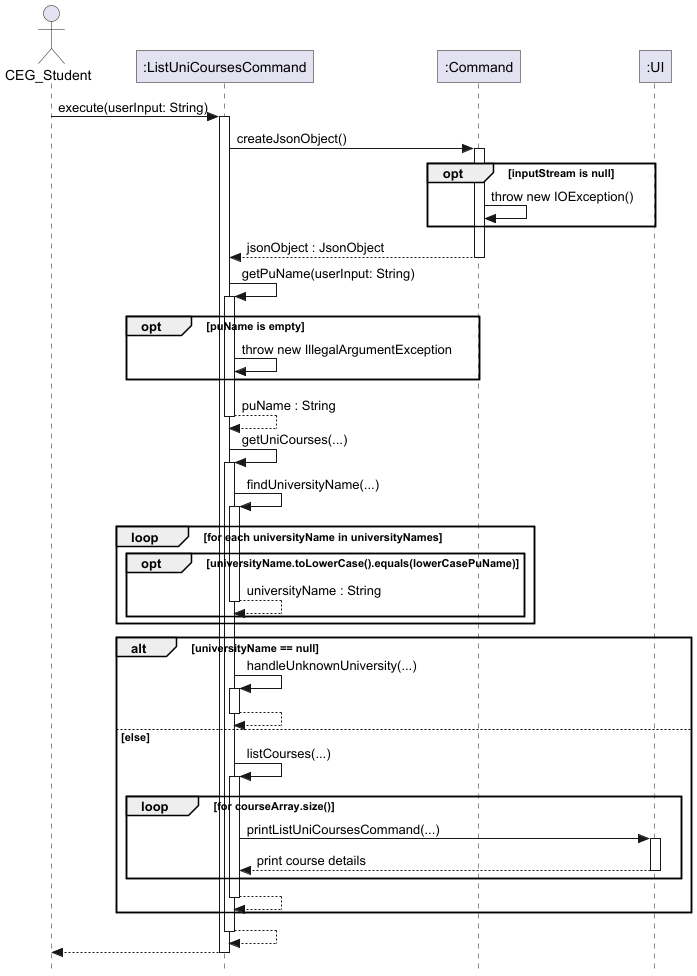 CEG_Student
:ListUniCoursesCommand
:Command
:UI
execute(userInput: String)
createJsonObject()
opt
[inputStream is null]
throw new IOException()
jsonObject : JsonObject
getPuName(userInput: String)
opt
[puName is empty]
throw new IllegalArgumentException
puName : String
getUniCourses(...)
findUniversityName(...)
loop
[for each universityName in universityNames]
opt
[universityName.toLowerCase().equals(lowerCasePuName)]
universityName : String
alt
[universityName == null]
handleUnknownUniversity(...)
[else]
listCourses(...)
loop
[for courseArray.size()]
printListUniCoursesCommand(...)
print course details